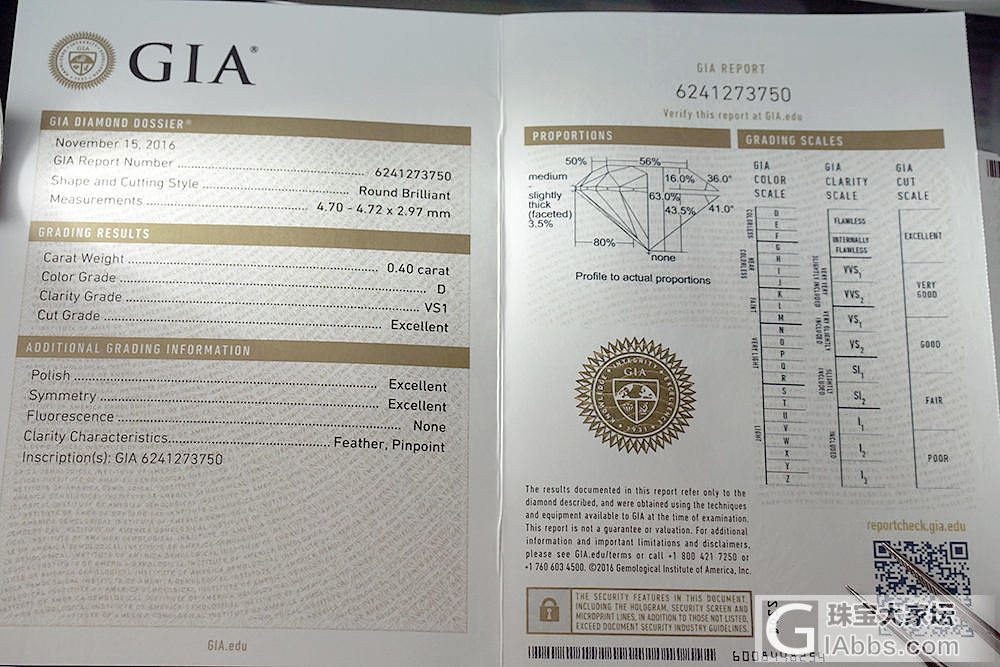 GIA®
GIA DIAMOND DOSSIER®
November 15, 2016
GIA Report Number 6241273750
Shape and Cutting Style Round Brilliant
Measurements 4.70 - 4.72 x 2.97 mm
GRADING RESULTS
Carat Weight 0.40 carat
Color Grade D
Clarity Grade VS1
Cut Grade Excellent
ADDITIONAL GRADING INFORMATION
Polish Excellent
Symmetry Excellent
Fluorescence None
Clarity Characteristics Feather, Pinpoint
Inscription(s): GIA 6241273750
GIA.edu
GIA REPORT
6241273750
Verify this report at GIA.edu
PROPORTIONS
50%
56%
medium
-
slightly
thick
(faceted)
3.5%
16.0%
36.0°
63.0%
43.5%
41.0°
80%
none
Profile to actual proportions
GRADING SCALES
GIA
COLOR
SCALE
COLORLESS
D
E
F
NEAR COLORLESS
G
H
I
J
FAINT
K
L
M
VERY LIGHT
N
O
P
Q
R
LIGHT
S
T
U
V
W
X
Y
Z
GIA
CLARITY
SCALE
FLAWLESS
INTERNALLY
FLAWLESS
VERY VERY SLIGHTLY INCLUDED
VVS1
VVS2
VERY SLIGHTLY INCLUDED
VS1
VS2
SLIGHTLY INCLUDED
SI1
SI2
INCLUDED
I1
I2
I3
GIA
CUT
SCALE
EXCELLENT
VERY
GOOD
GOOD
FAIR
POOR
GIA
1931
The results documented in this report refer only to the
diamond described, and were obtained using the techniques
and equipment available to GIA at the time of examination.
This report is not a guarantee or valuation. For additional
information and important limitations and disclaimers,
please see GIA.edu/terms or call +1 800 421 7250 or
+1 760 603 4500. ©2016 Gemological Institute of America, Inc.
THE SECURITY FEATURES IN THIS DOCUMENT,
INCLUDING THE HOLOGRAM, SECURITY SCREEN AND
MICROPRINT LINES, IN ADDITION TO THOSE NOT LISTED,
EXCEED DOCUMENT SECURITY INDUSTRY GUIDELINES.
reportcheck.gia.edu
珠宝大家坛
GIAbbs.com